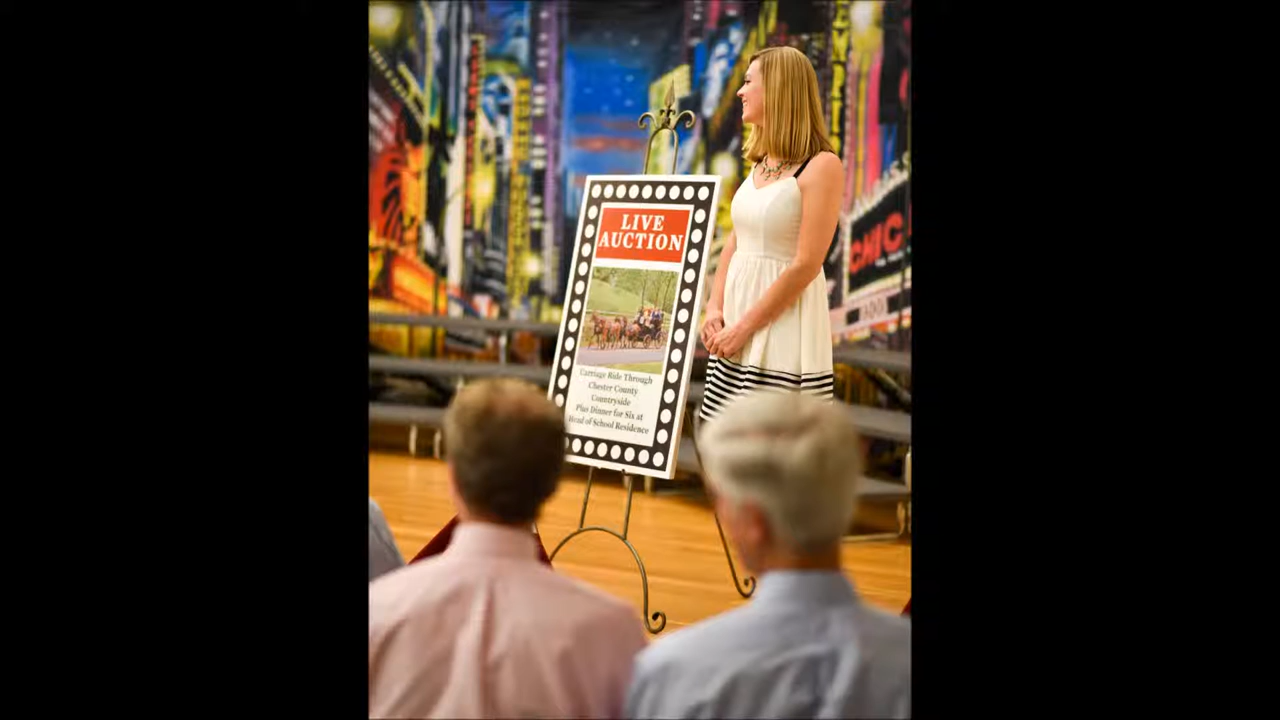 LIVE
AUCTION
Carriage Ride Through
Chester County
Countryside
Plus Dinner for Six at
Head of School Residence
CHIC